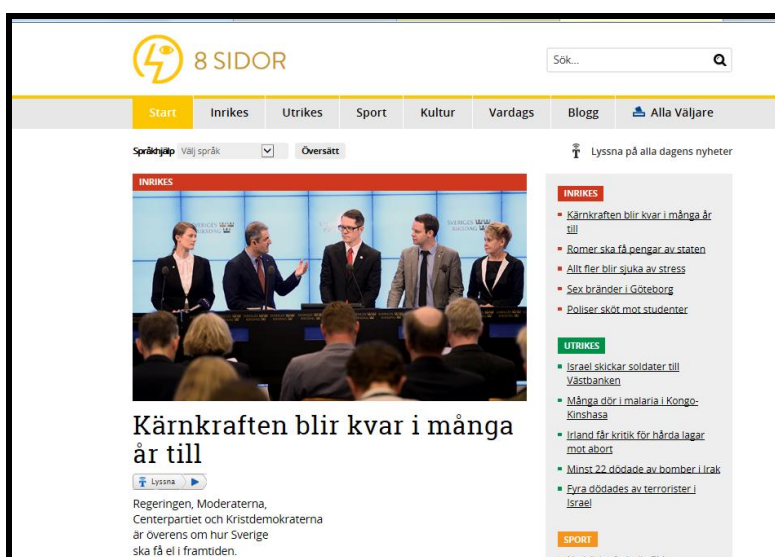 8 SIDOR
Sök...
Start Inrikes Utrikes Sport Kultur Vardags Blogg Alla Väljare
Språkhjälp Välj språk Översätt
Lyssna på alla dagens nyheter
INRIKES
SVERIGES
RIKSDAG
Kärnkraften blir kvar i många
år till
Lyssna
Regeringen, Moderaterna,
Centerpartiet och Kristdemokraterna
är överens om hur Sverige
ska få el i framtiden.
INRIKES
Kärnkraften blir kvar i många år
till
Romer ska få pengar av staten
Allt fler blir sjuka av stress
Sex bränder i Göteborg
Poliser sköt mot studenter
UTRIKES
Israel skickar soldater till
Västbanken
Många dör i malaria i Kongo-
Kinshasa
Irland får kritik för hårda lagar
mot abort
Minst 22 dödade av bomber i Irak
Fyra dödades av terrorister i
Israel
SPORT